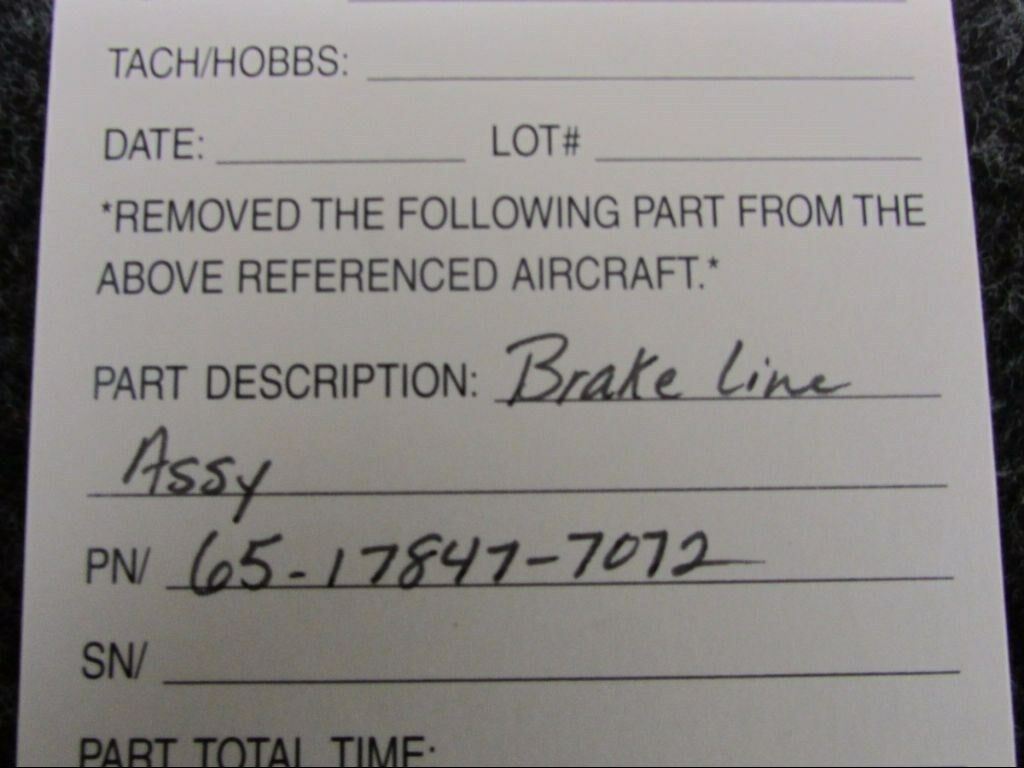 TACH/HOBBS:
DATE: LOT#
*REMOVED THE FOLLOWING PART FROM THE
ABOVE REFERENCED AIRCRAFT.*
PART DESCRIPTION: Brake Line
Assy
PN/ 65-17847-7072
SN/
PART TOTAL TIME: